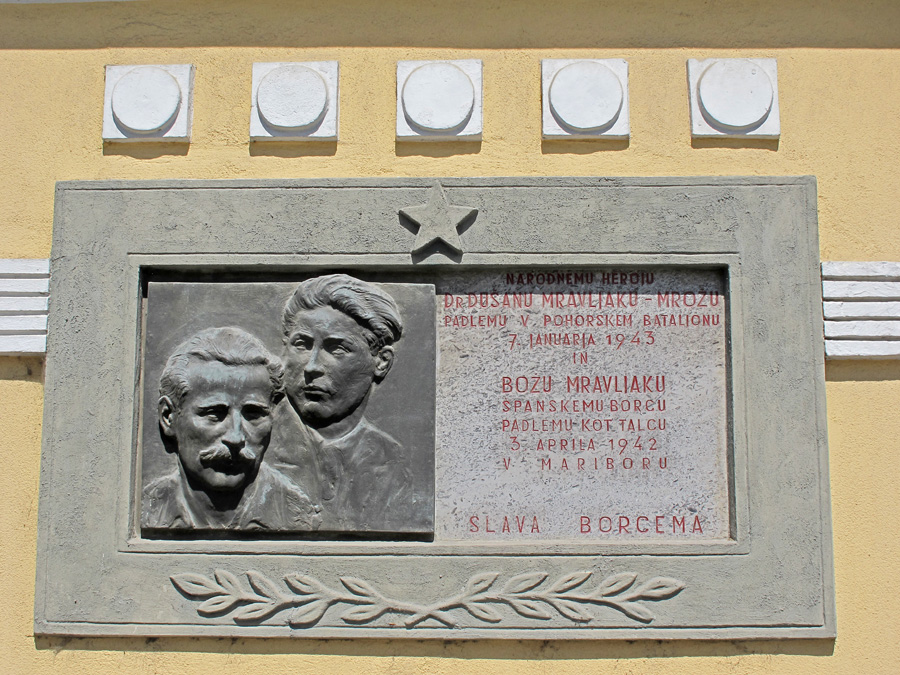 NARODNEMU HEROJU
DR DUŠANU MRAVLJAKU - MROŽU
PADLEMU V POHORSKEM BATALJONU
7. JANUARJA 1943
IN
BOŽU MRAVLJAKU
ŠPANSKEMU BORCU
PADLEMU KOT TALCU
3. APRILA 1942
V MARIBORU
SLAVA BORCEMA